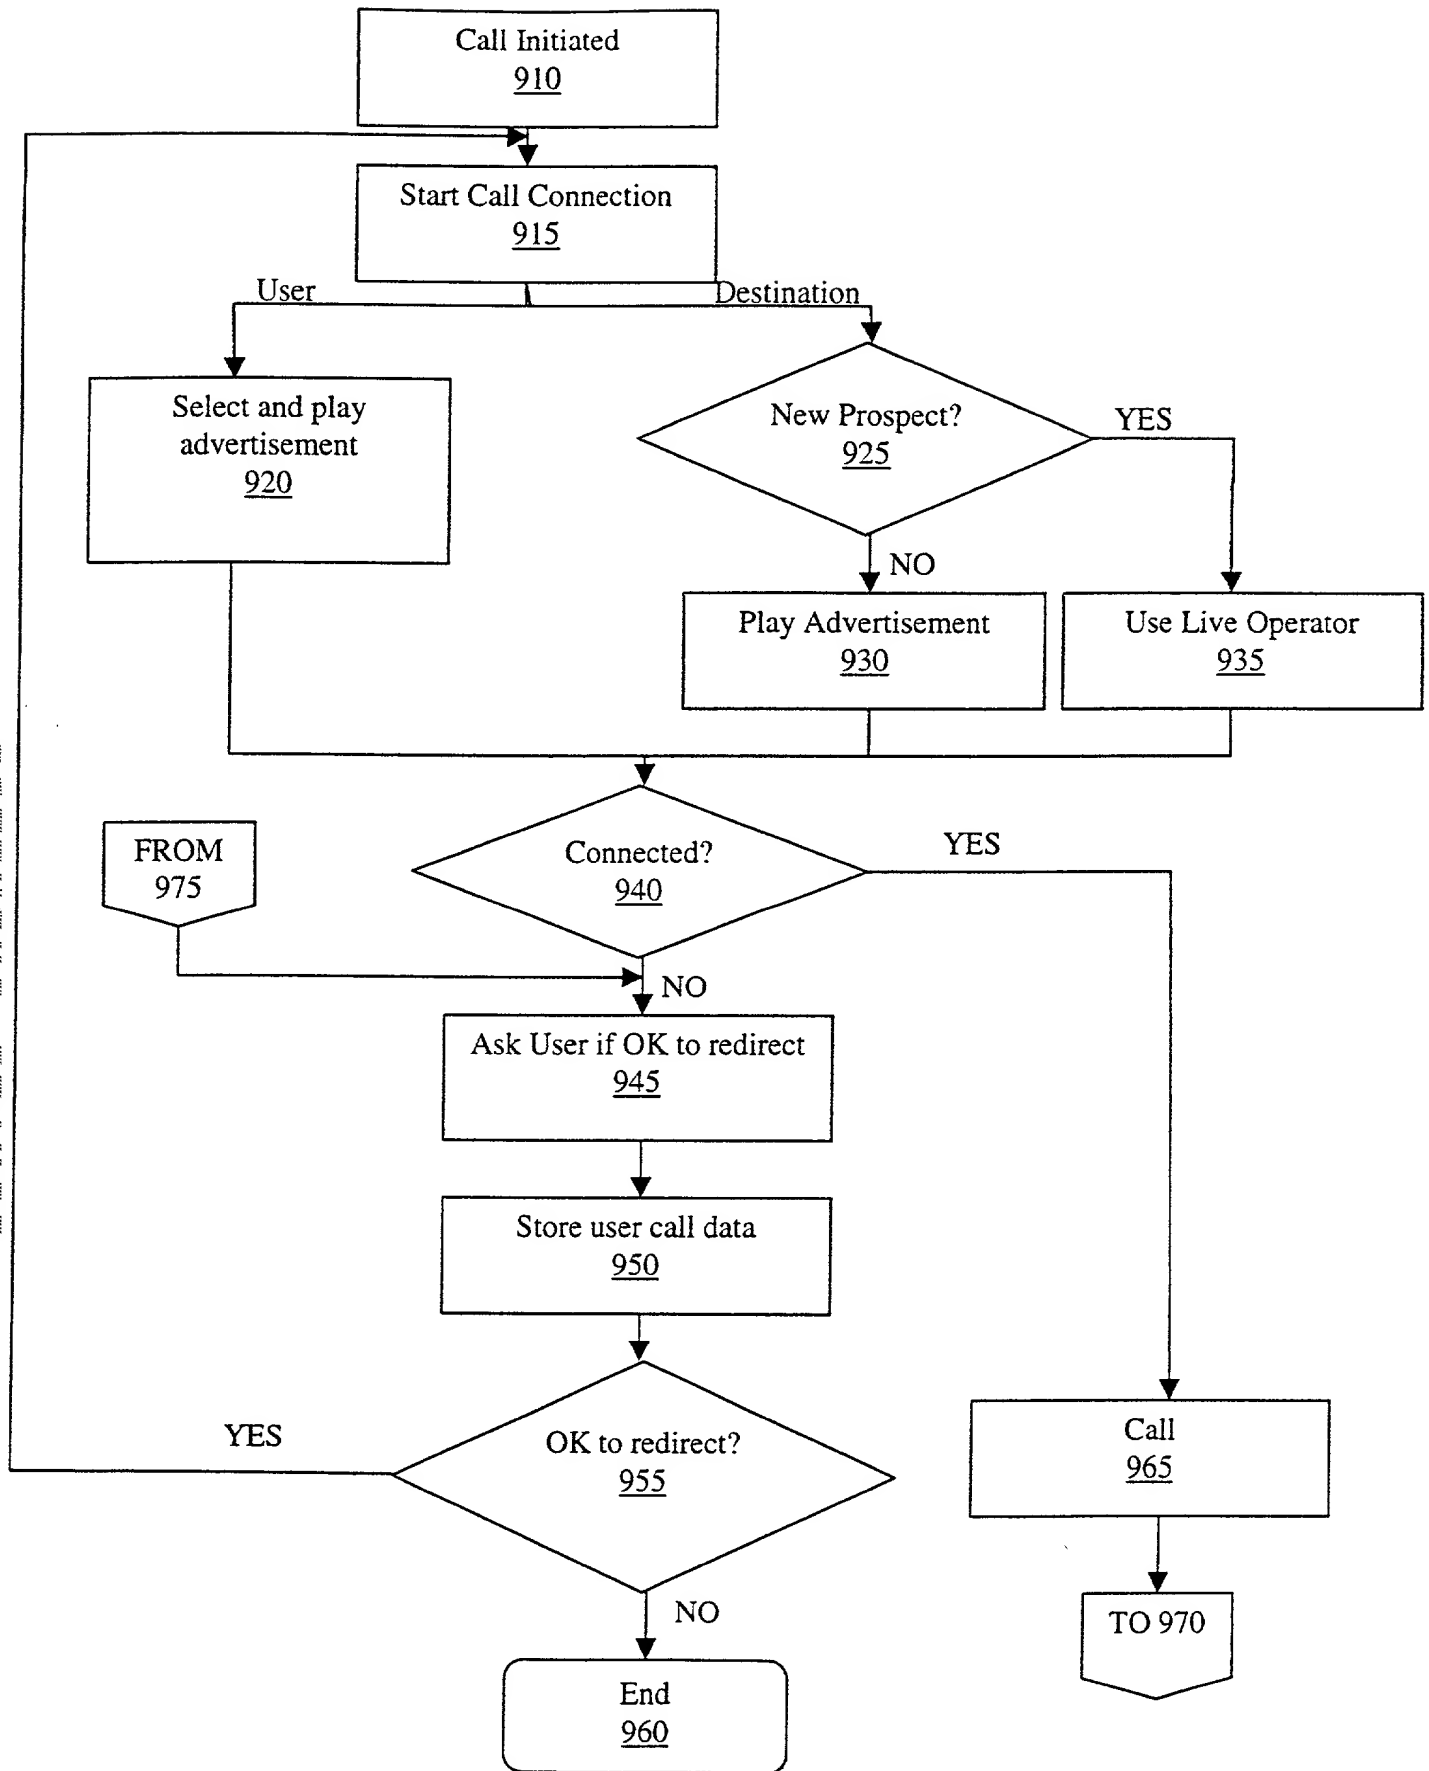 Call Initiated
910
Start Call Connection
915
User
Destination
Select and play
advertisement
920
New Prospect?
925
YES
NO
Play Advertisement
930
Use Live Operator
935
FROM
975
Connected?
940
YES
NO
Ask User if OK to redirect
945
Store user call data
950
YES
OK to redirect?
955
Call
965
NO
TO 970
End
960